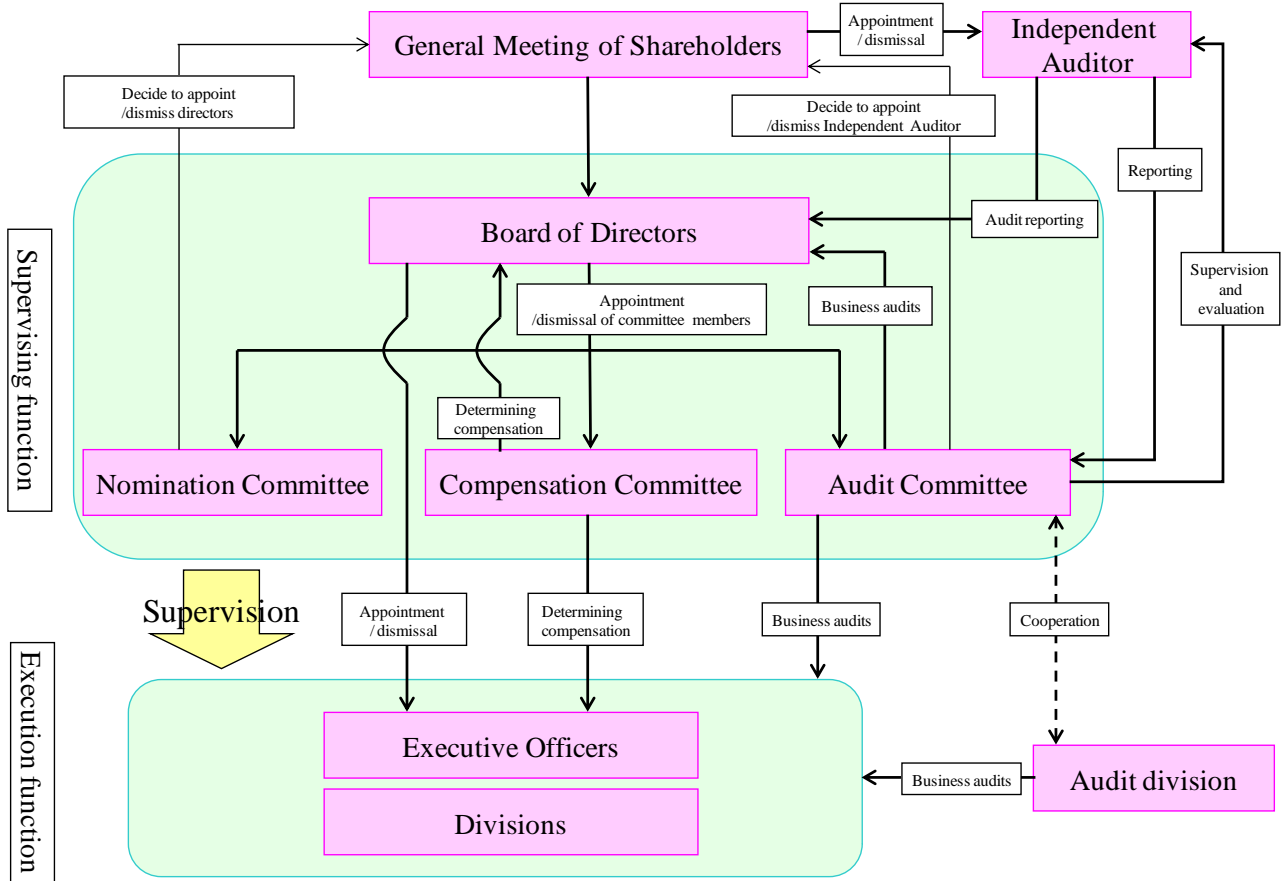 General Meeting of Shareholders
Appointment
/ dismissal
Independent
Auditor
Decide to appoint
/dismiss directors
Decide to appoint
/dismiss Independent Auditor
Reporting
Board of Directors
Audit reporting
Supervising function
Appointment
/dismissal of committee members
Business audits
Supervision
and
evaluation
Determining
compensation
Nomination Committee
Compensation Committee
Audit Committee
Supervision
Appointment
/ dismissal
Determining
compensation
Business audits
Cooperation
Execution function
Executive Officers
Business audits
Audit division
Divisions